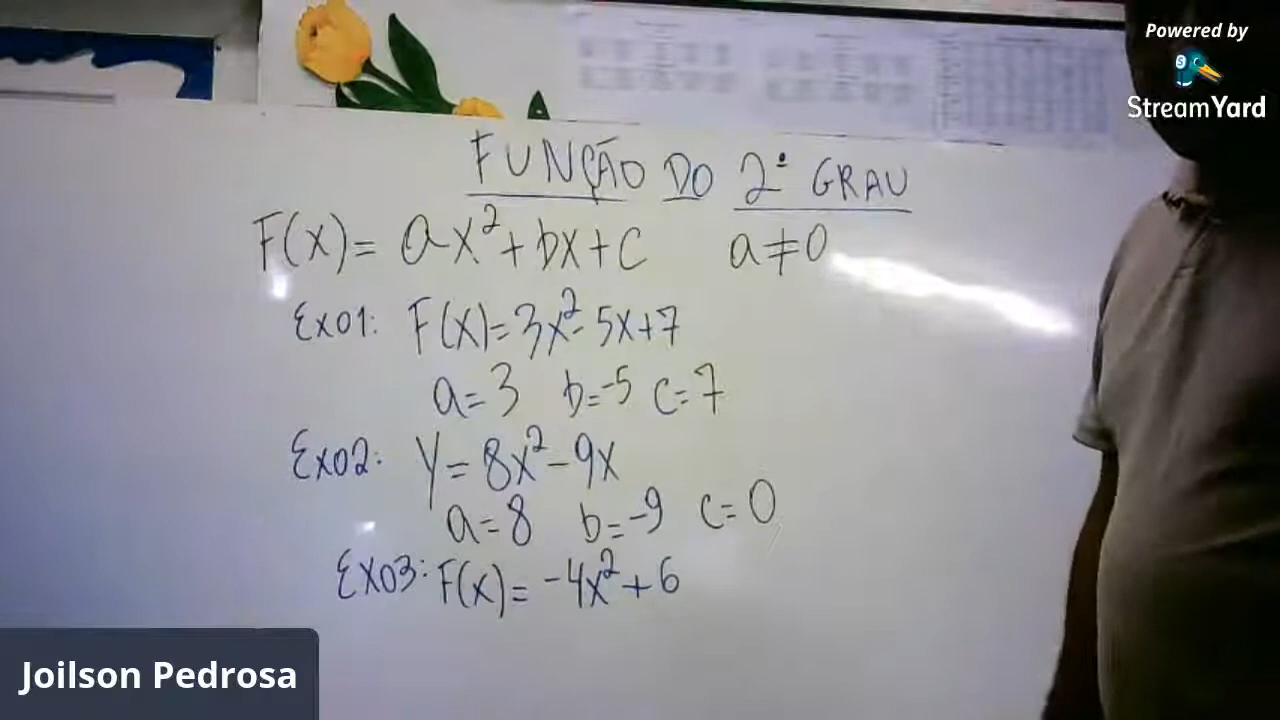 Powered by
StreamYard
FUNÇÃO DO 2º GRAU
F(X)= ax²+bx+c a≠0
Ex01: F(X)=3x²-5x+7
a=3 b=-5 c=7
Ex02: Y=8x²-9x
a=8 b=-9 c=0
Ex03: F(X)=-4x²+6
Joilson Pedrosa